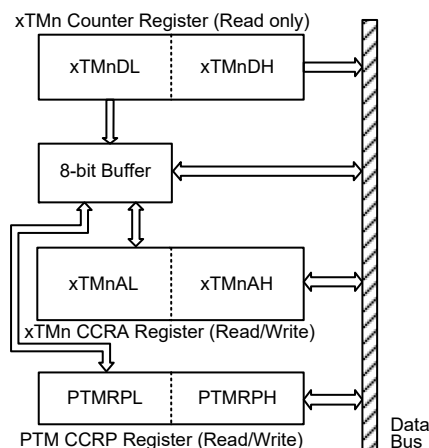 xTMn Counter Register (Read only)
xTMnDL xTMnDH
8-bit Buffer
xTMnAL xTMnAH
xTMn CCRA Register (Read/Write)
PTMRPL PTMRPH
PTM CCRP Register (Read/Write)
Data
Bus